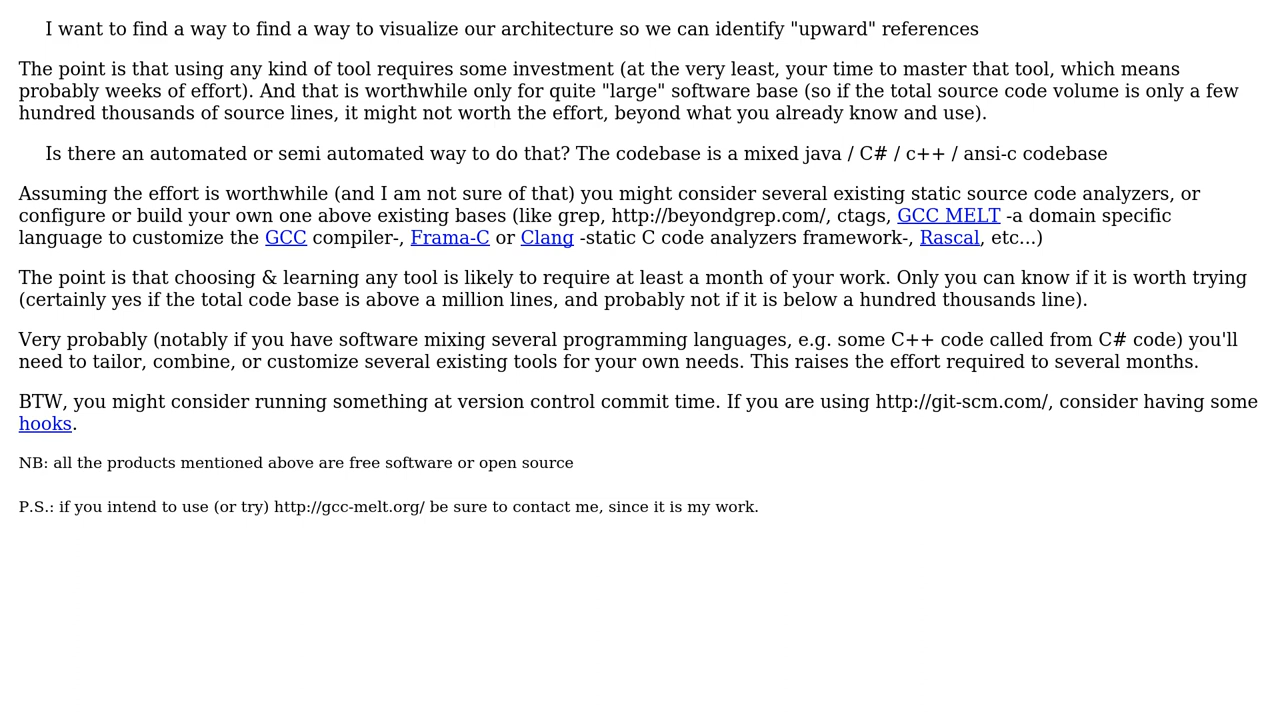 I want to find a way to find a way to visualize our architecture so we can identify "upward" references
The point is that using any kind of tool requires some investment (at the very least, your time to master that tool, which means
probably weeks of effort). And that is worthwhile only for quite "large" software base (so if the total source code volume is only a few
hundred thousands of source lines, it might not worth the effort, beyond what you already know and use).
Is there an automated or semi automated way to do that? The codebase is a mixed java / C# / c++ / ansi-c codebase
Assuming the effort is worthwhile (and I am not sure of that) you might consider several existing static source code analyzers, or
configure or build your own one above existing bases (like grep, http://beyondgrep.com/, ctags, GCC MELT -a domain specific
language to customize the GCC compiler-, Frama-C or Clang -static C code analyzers framework-, Rascal, etc...)
The point is that choosing & learning any tool is likely to require at least a month of your work. Only you can know if it is worth trying
(certainly yes if the total code base is above a million lines, and probably not if it is below a hundred thousands line).
Very probably (notably if you have software mixing several programming languages, e.g. some C++ code called from C# code) you'll
need to tailor, combine, or customize several existing tools for your own needs. This raises the effort required to several months.
BTW, you might consider running something at version control commit time. If you are using http://git-scm.com/, consider having some
hooks.
NB: all the products mentioned above are free software or open source
P.S.: if you intend to use (or try) http://gcc-melt.org/ be sure to contact me, since it is my work.